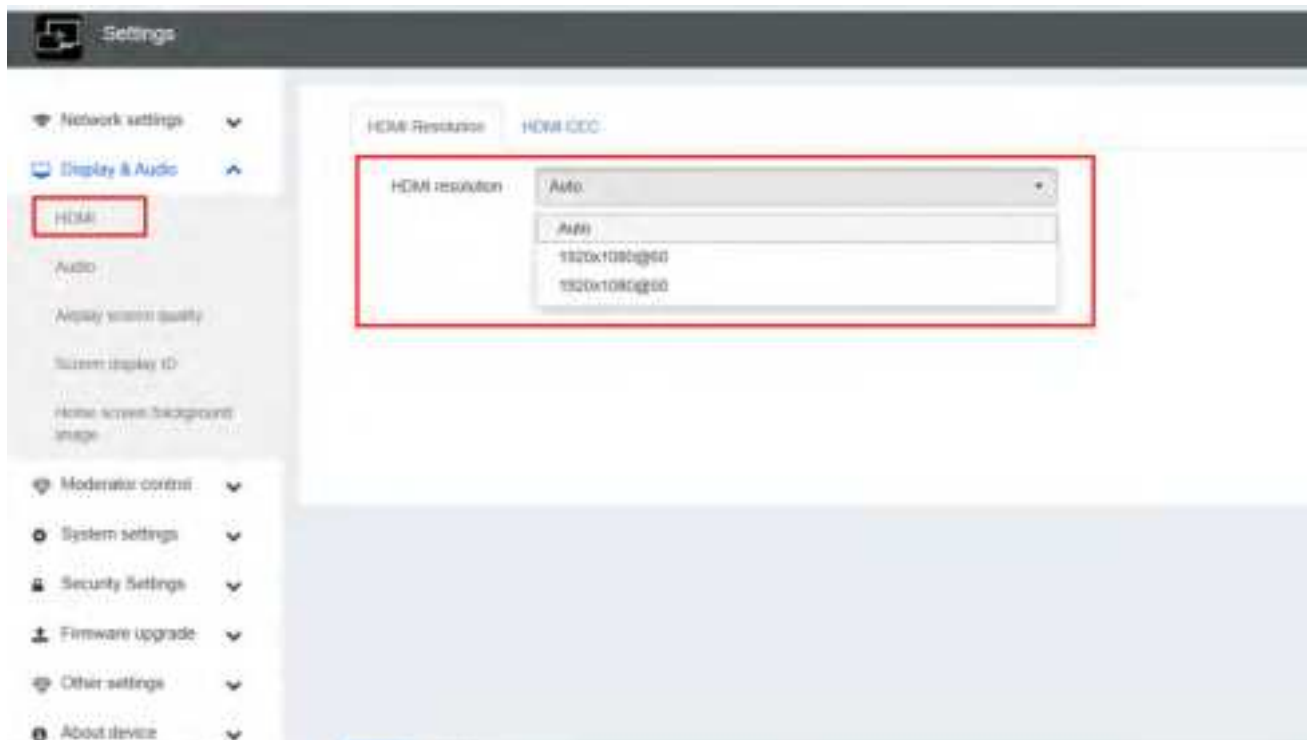 Settings
Network settings
Display & Audio
HDMI
Audio
Airplay screen quality
Screen display ID
Home screen background
image
Moderator control
System settings
Security Settings
Firmware upgrade
Other settings
About device
HDMI Resolution
HDMI CEC
HDMI resolution
Auto
Auto
1920x1080@60
1920x1080@